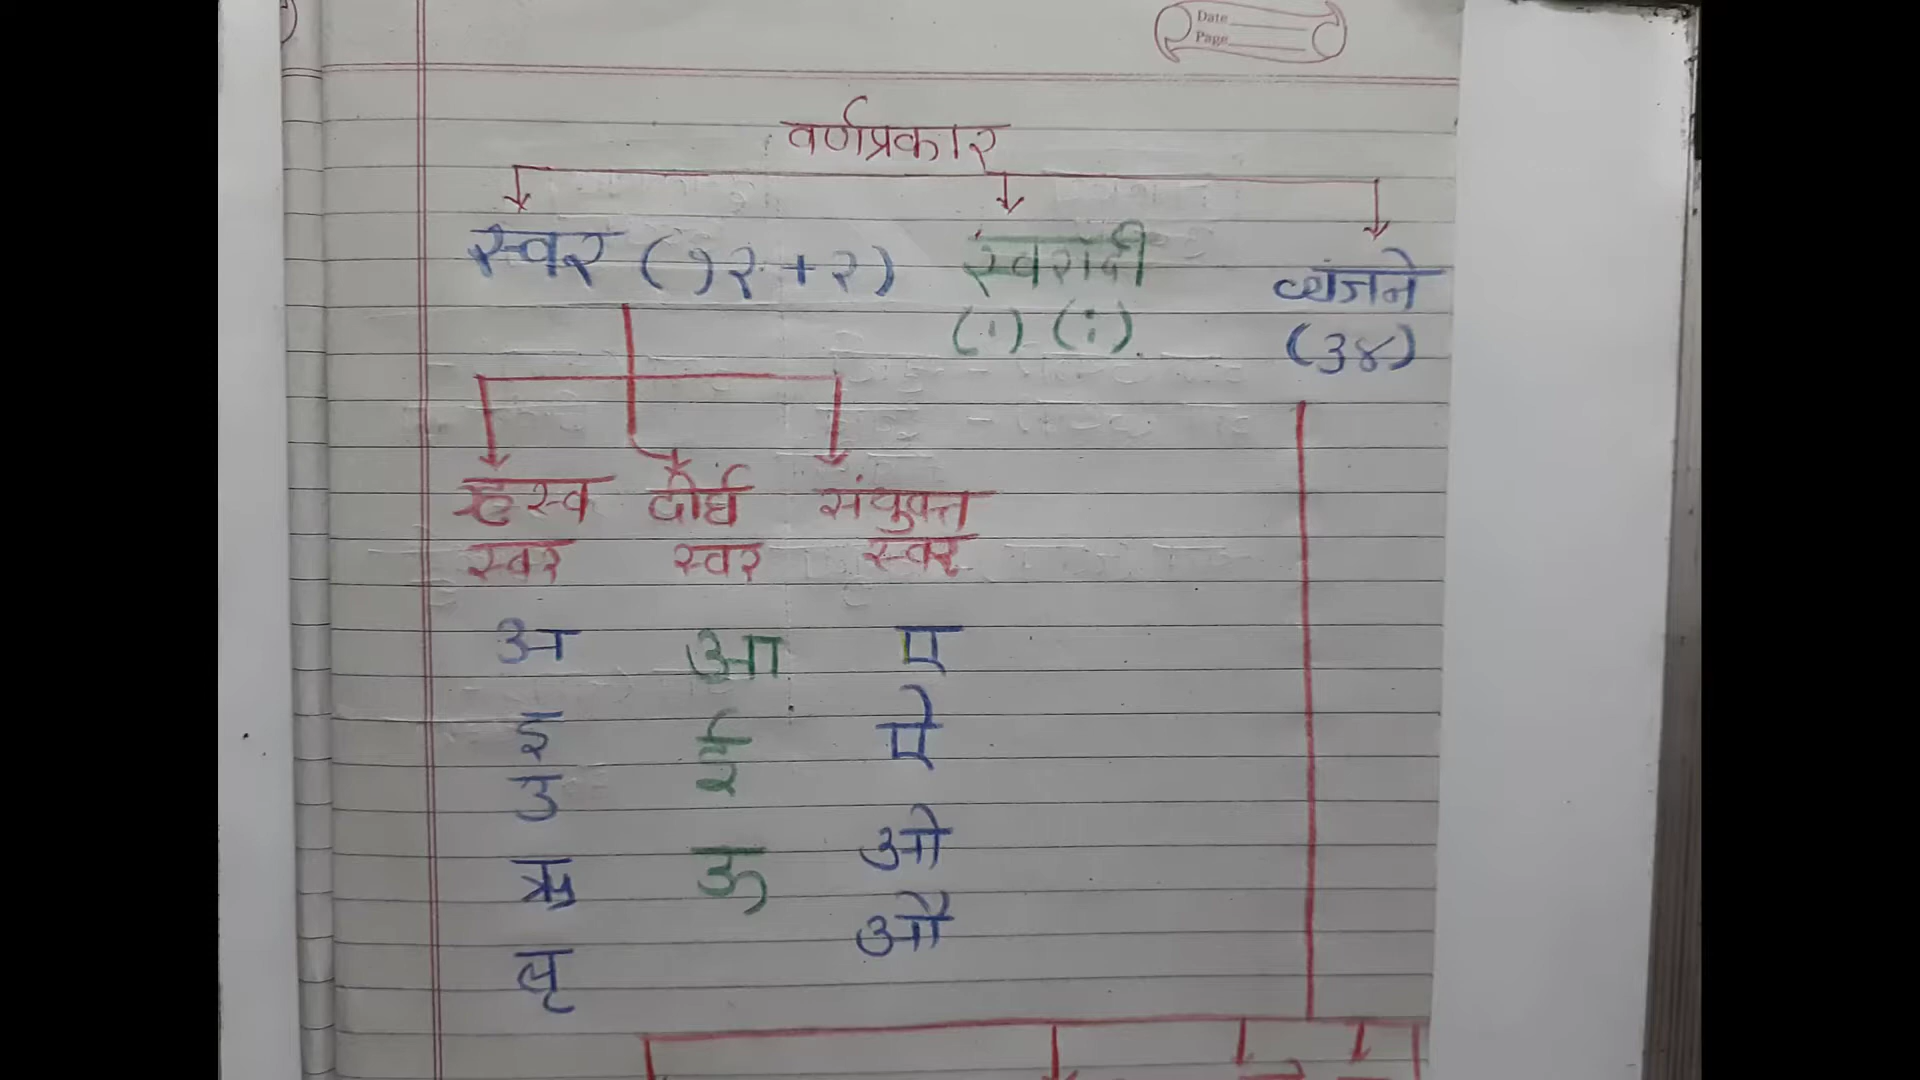 Date
Page
वर्णप्रकार
स्वर (१२+२) स्वरादी व्यंजने
(ं) (ः) (३४)
ह्रस्व दीर्घ संयुक्त
स्वर स्वर स्वर
अ आ ए
इ ई ऐ
उ
ऋ ऊ ओ
लृ औ